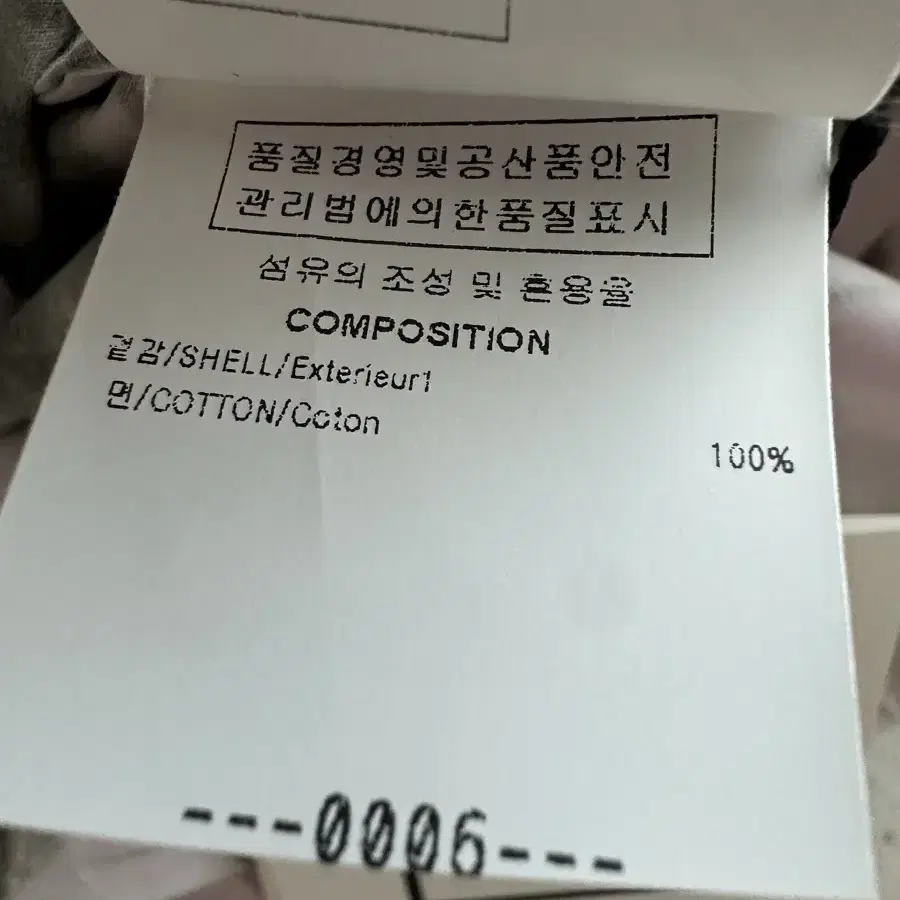 품질경영및공산품안전
관리법에의한품질표시
섬유의 조성 및 혼용율
COMPOSITION
겉감/SHELL/Exterieur1
면/COTTON/Coton
100%
---0006---